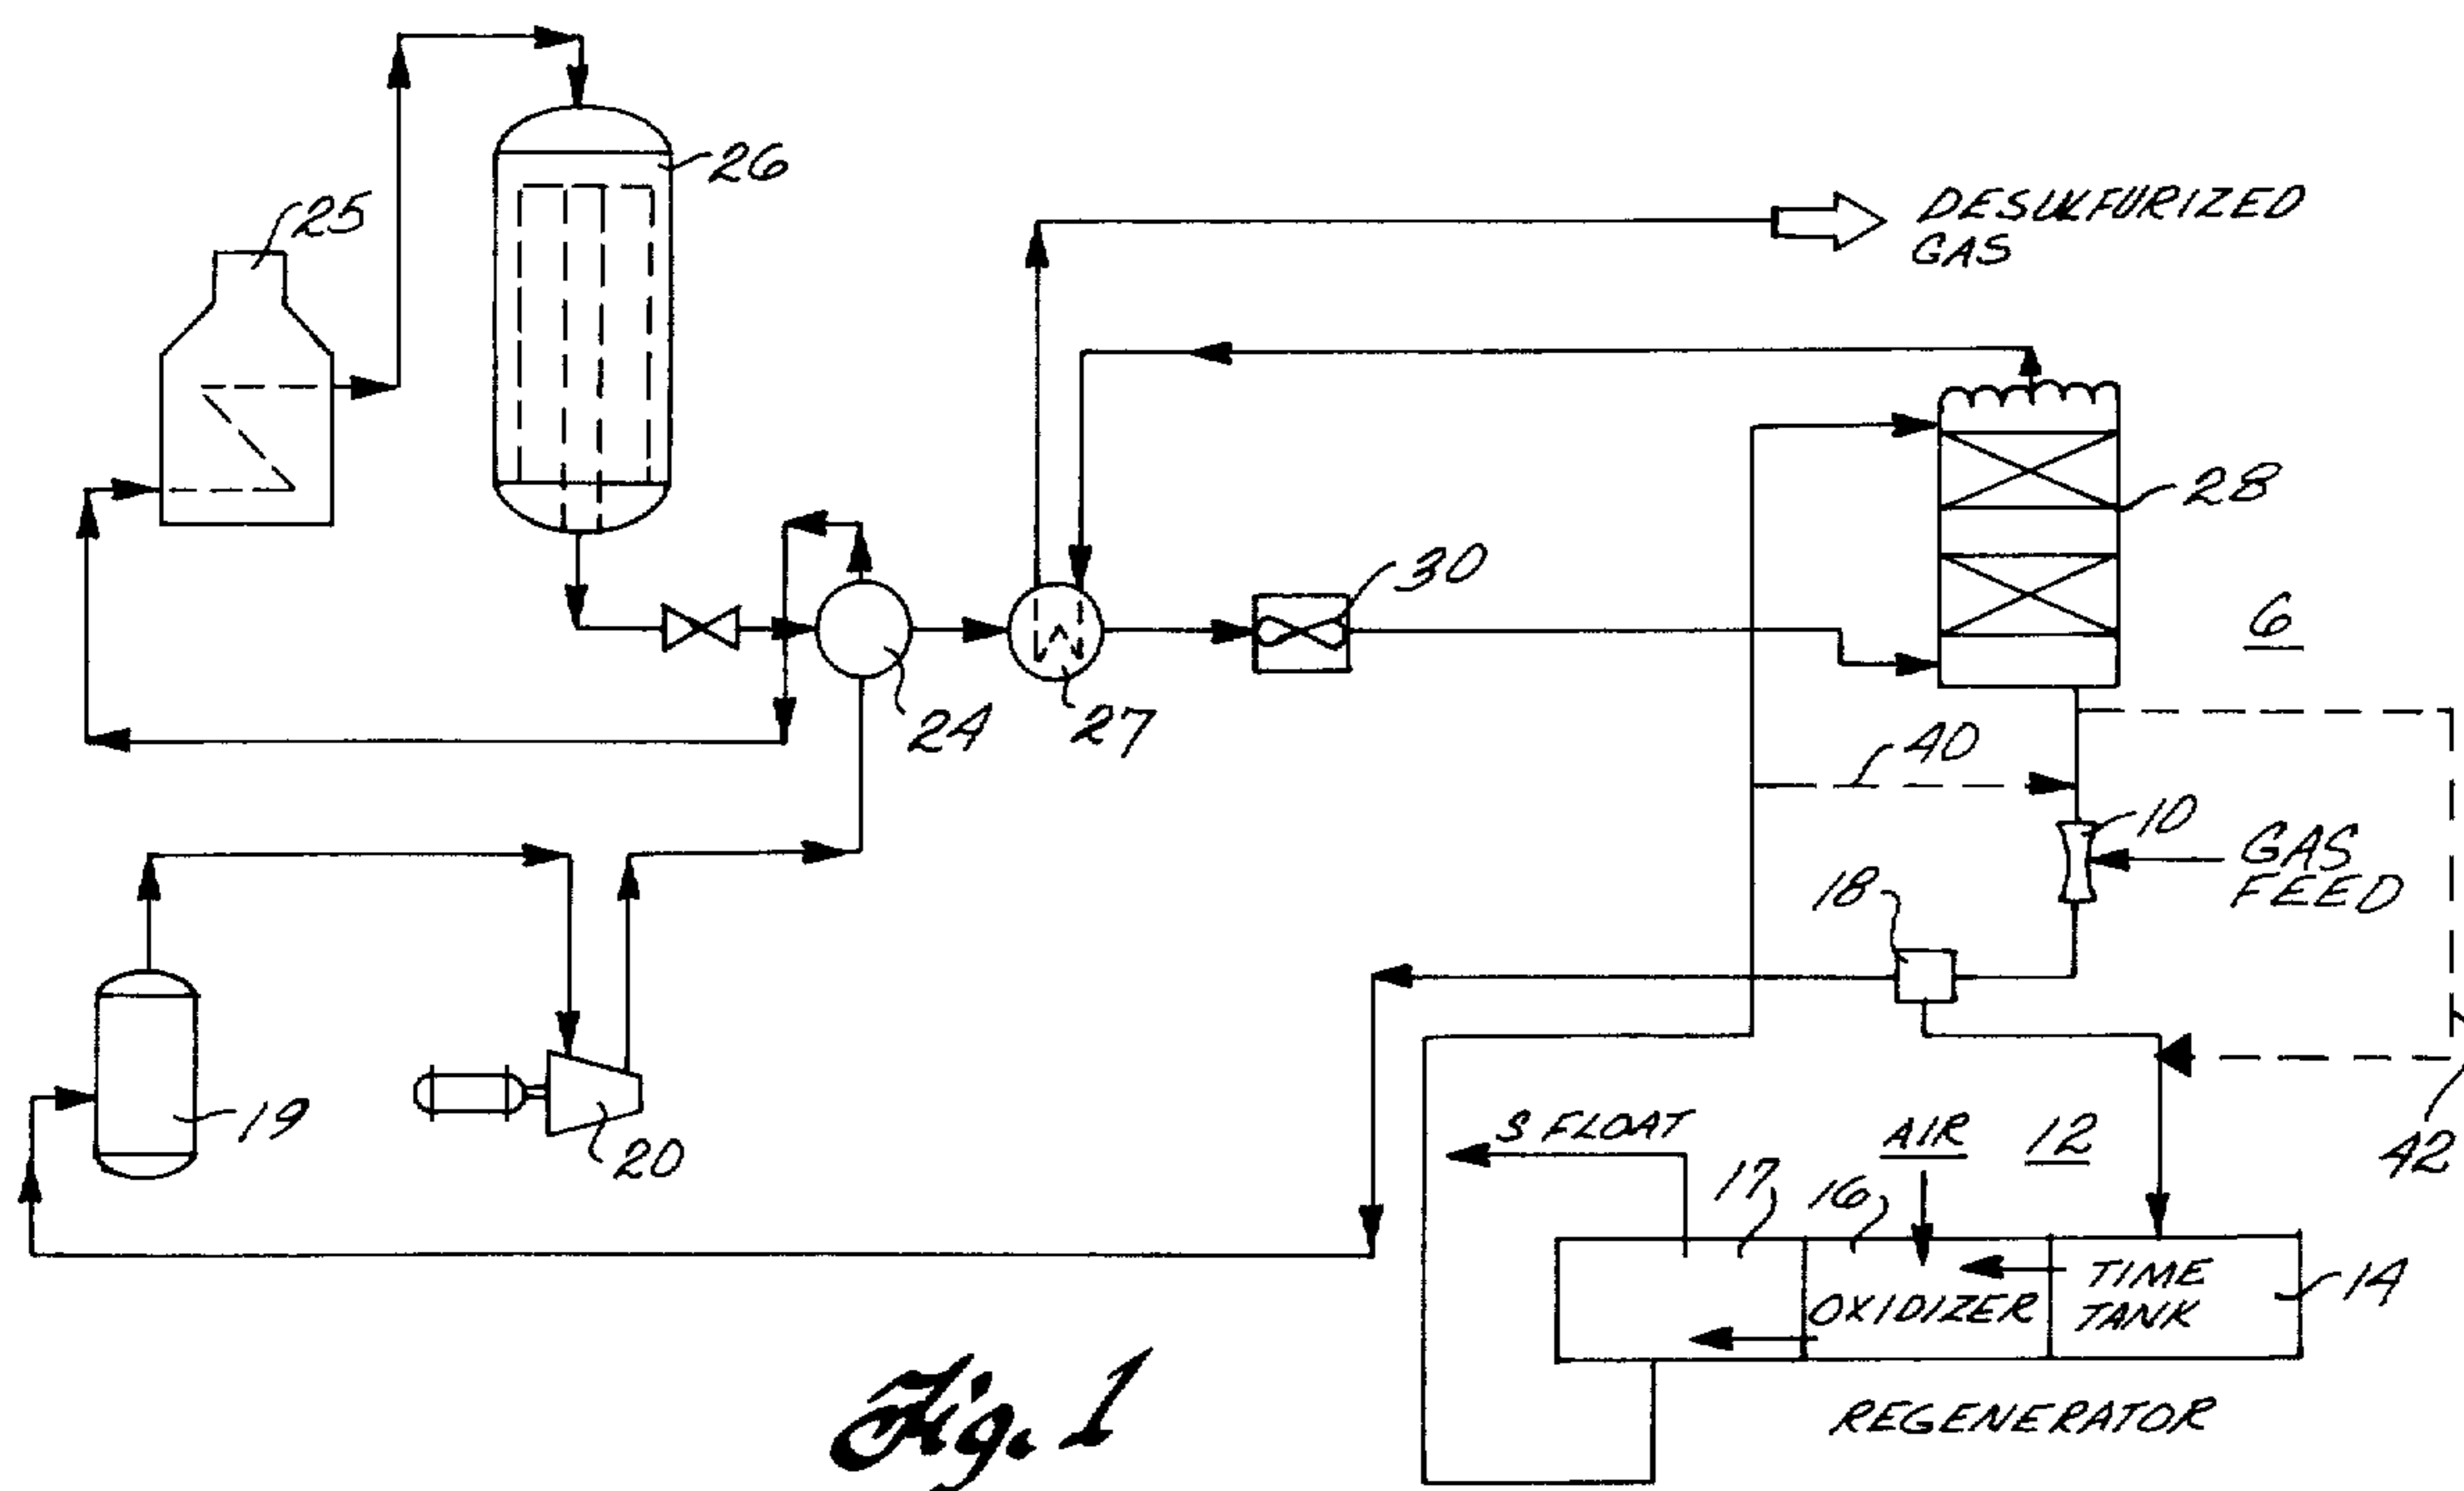 26
25
DESULFURIZED
GAS
28
30
6
24
27
40
10
GAS
FEED
18
19
20
S FLOAT
AIR
12
42
17
16
TIME
TANK
14
OXIDIZER
REGENERATOR
Fig. 1